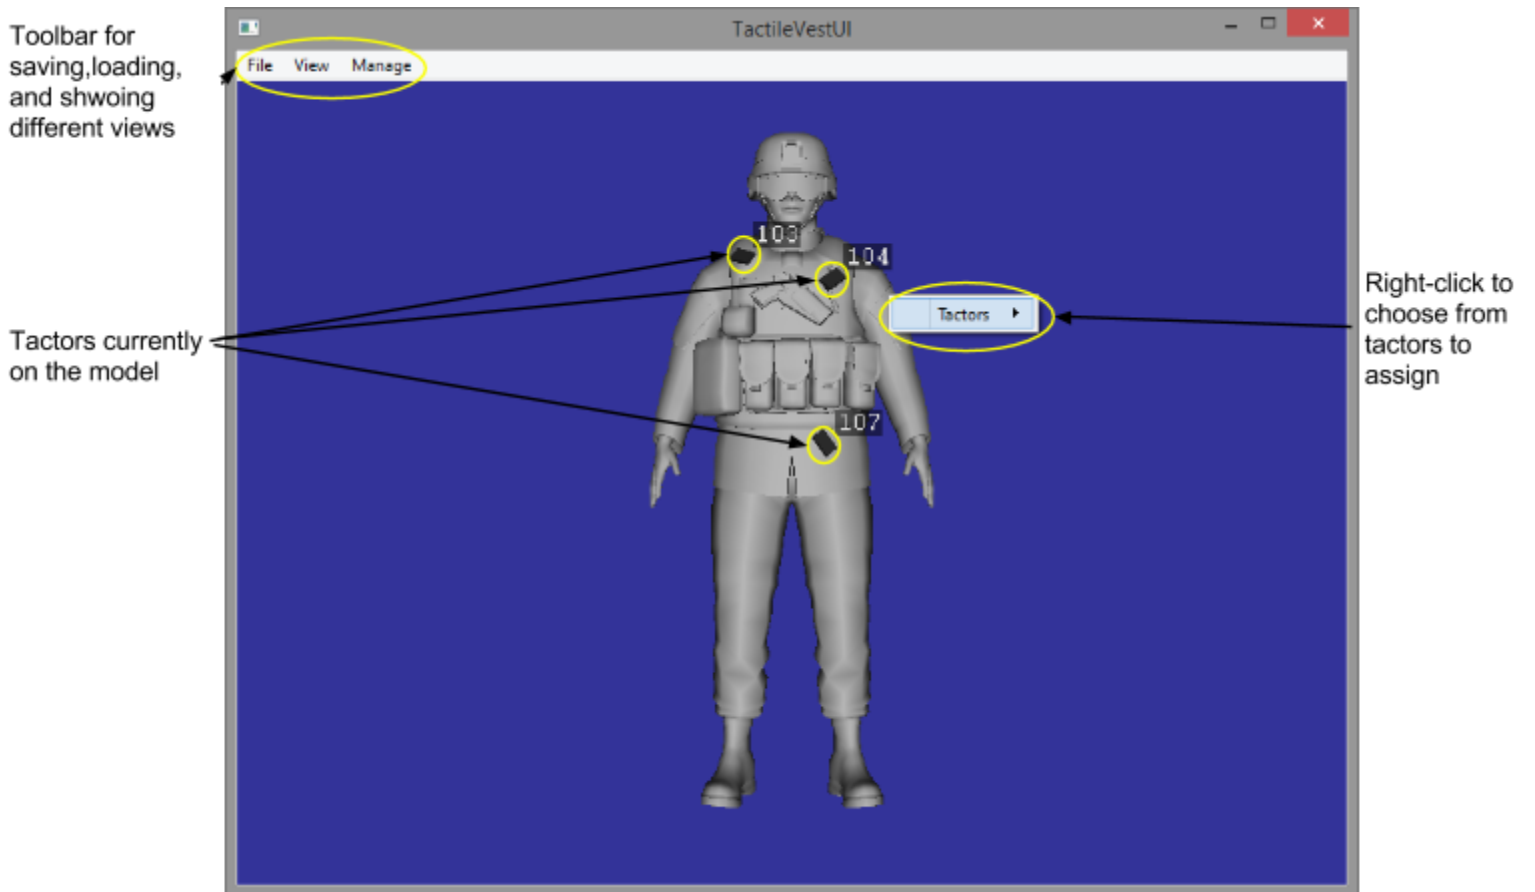 Toolbar for
saving,loading,
and shwoing
different views
TactileVestUI
File View Manage
103
104
Tactors
Right-click to
choose from
tactors to
assign
Tactors currently
on the model
107